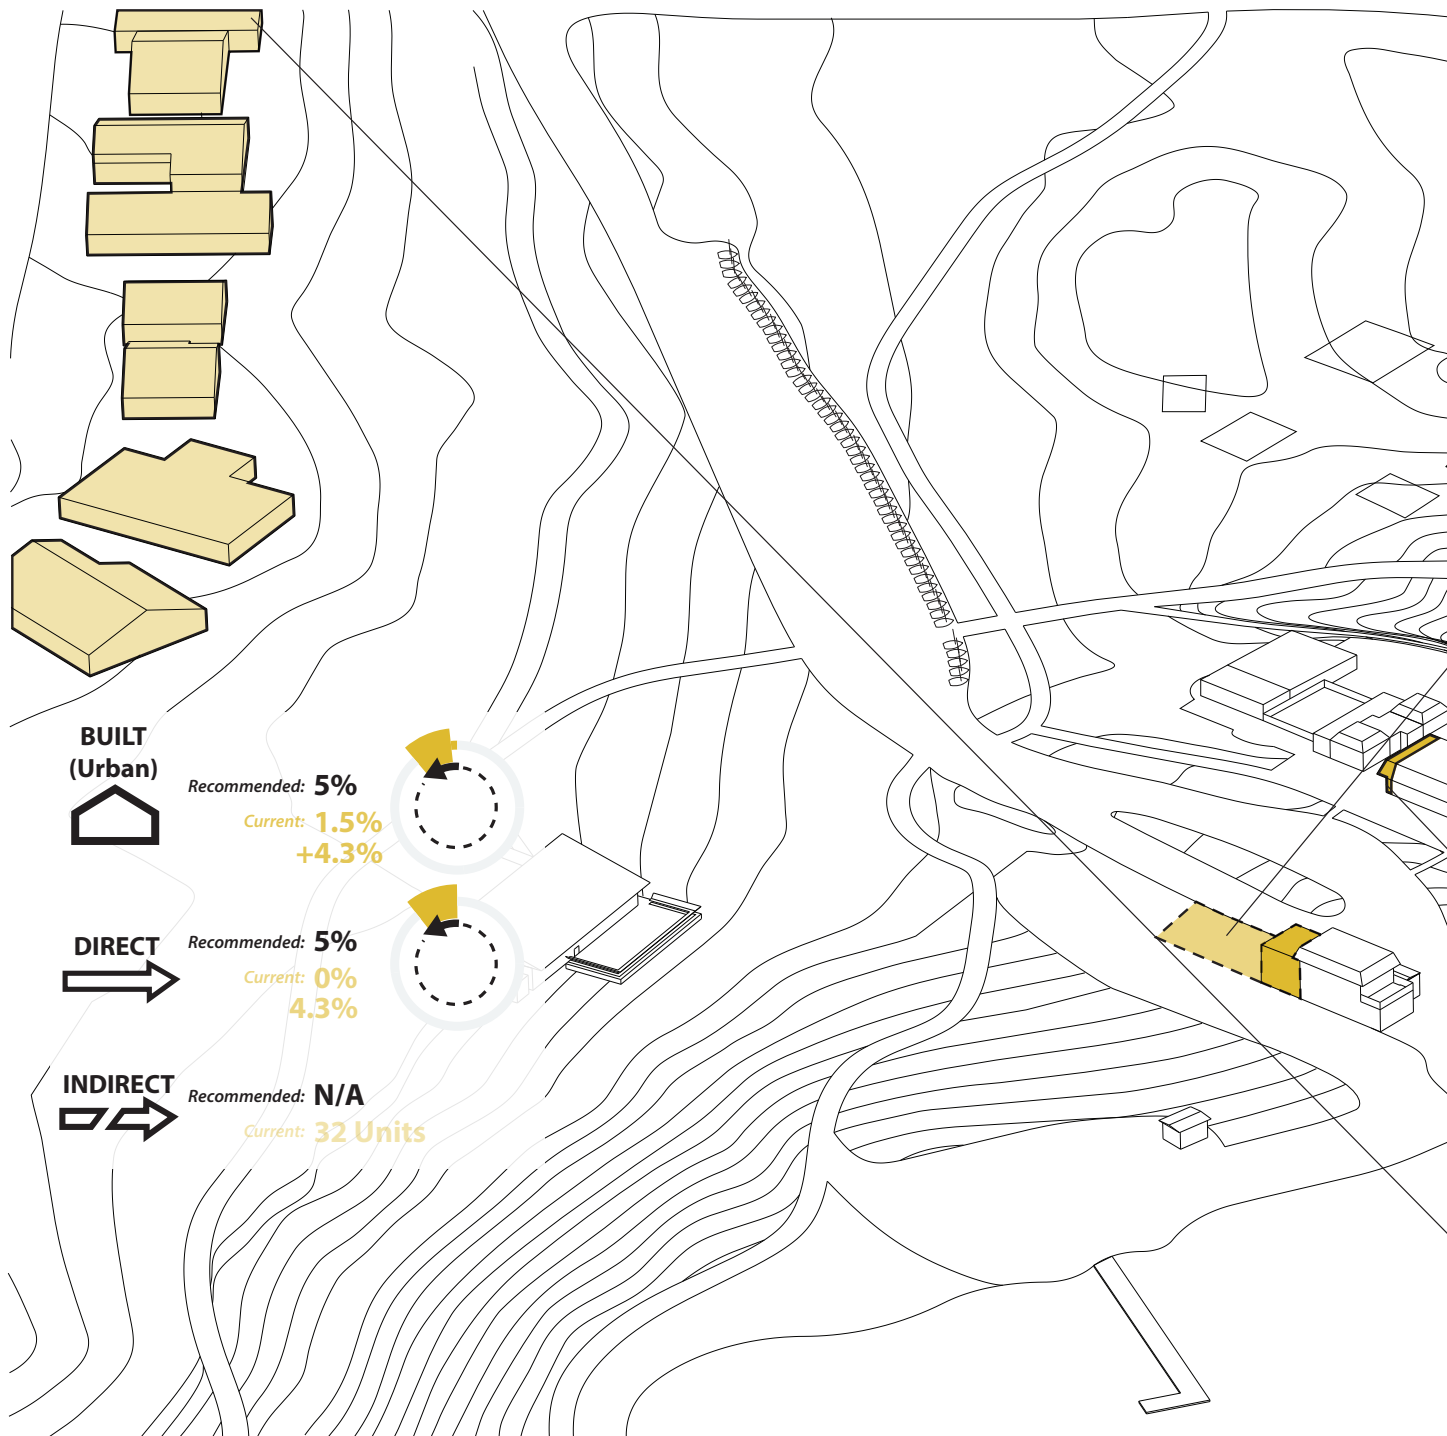 BUILT
(Urban)
Recommended: 5%
Current: 1.5%
+4.3%
DIRECT
Recommended: 5%
Current: 0%
4.3%
INDIRECT
Recommended: N/A
Current: 32 Units